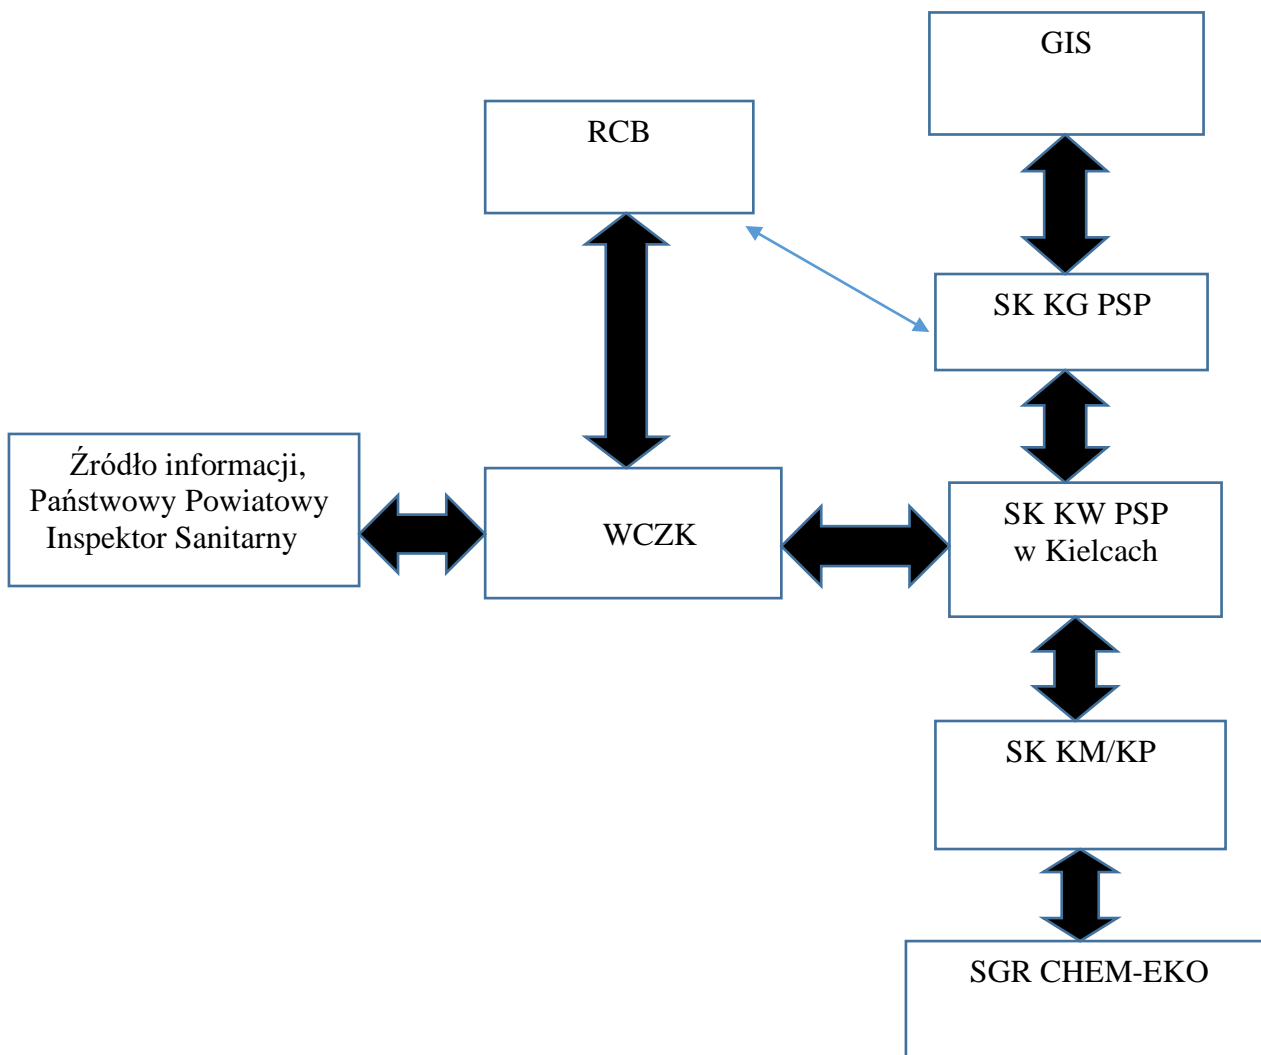 GIS
RCB
SK KG PSP
Źródło informacji,
Państwowy Powiatowy
Inspektor Sanitarny
WCZK
SK KW PSP
w Kielcach
SK KM/KP
SGR CHEM-EKO